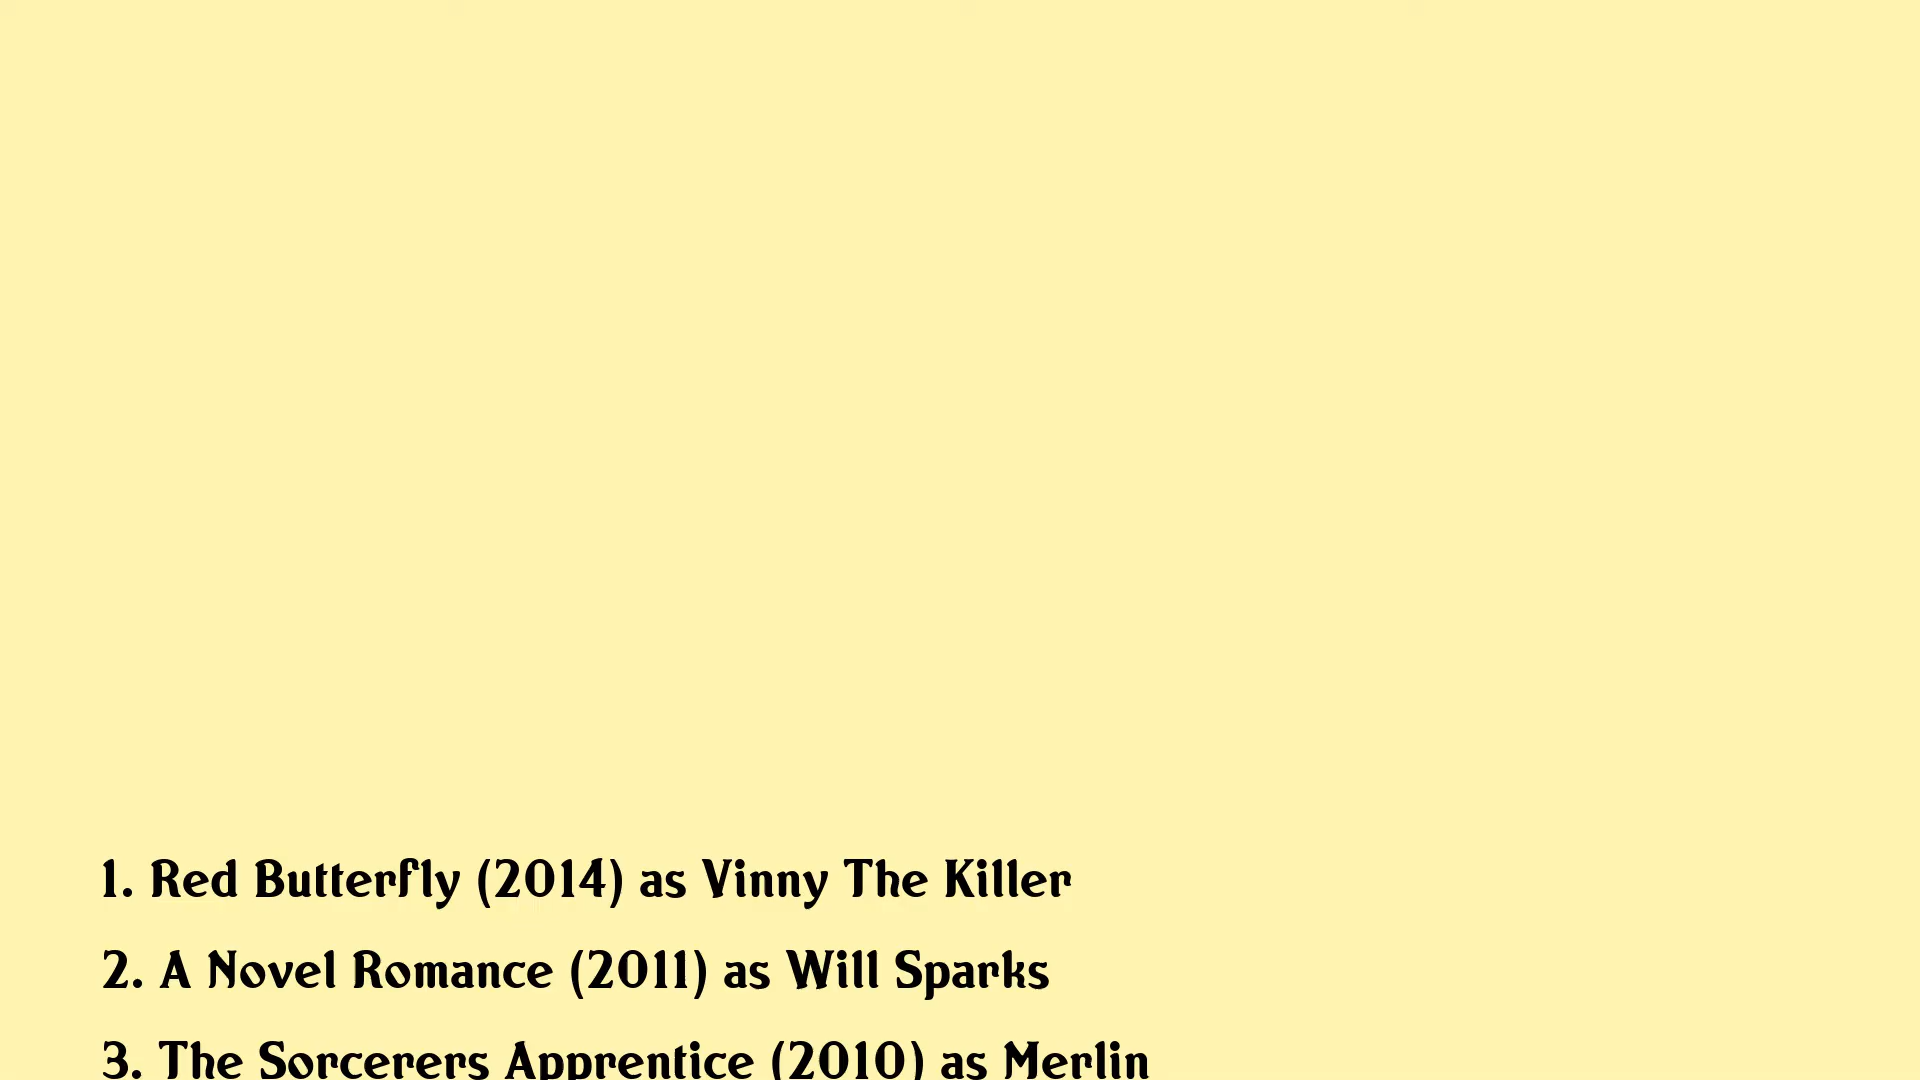 1. Red Butterfly (2014) as Vinny The Killer
2. A Novel Romance (2011) as Will Sparks
3. The Sorcerers Apprentice (2010) as Merlin